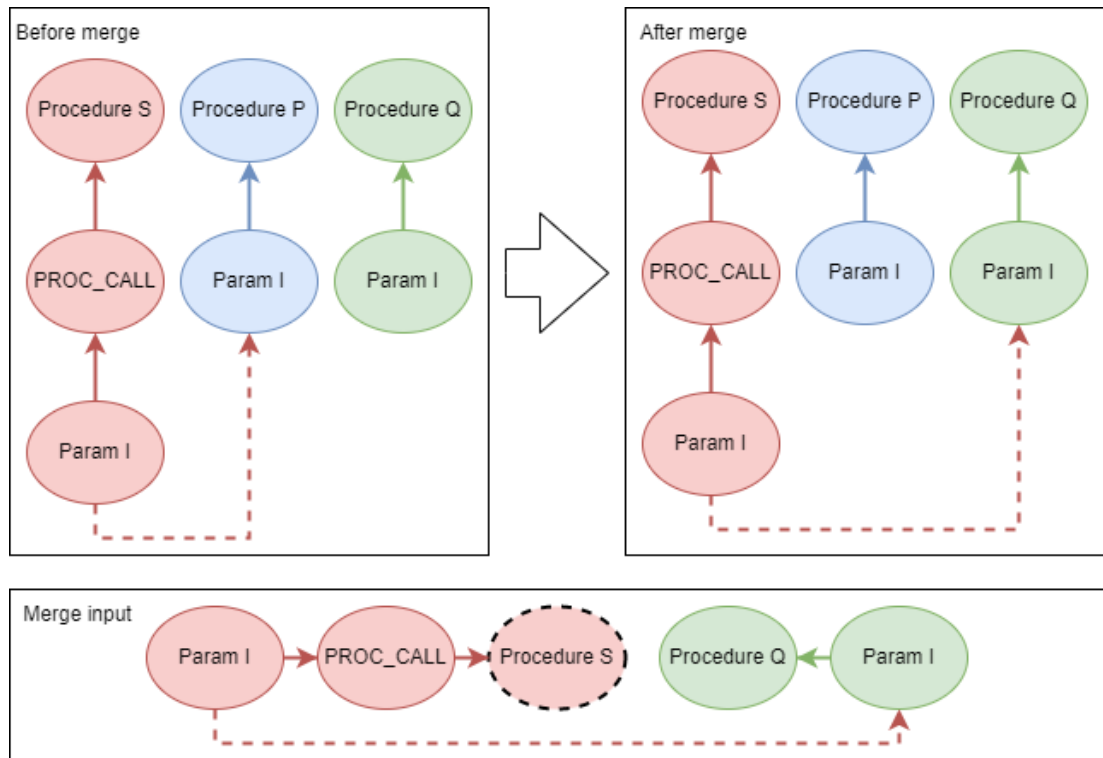 Before merge
Procedure S
Procedure P
Procedure Q
PROC_CALL
Param I
Param I
Param I
After merge
Procedure S
Procedure P
Procedure Q
PROC_CALL
Param I
Param I
Param I
Merge input
Param I
PROC_CALL
Procedure S
Procedure Q
Param I